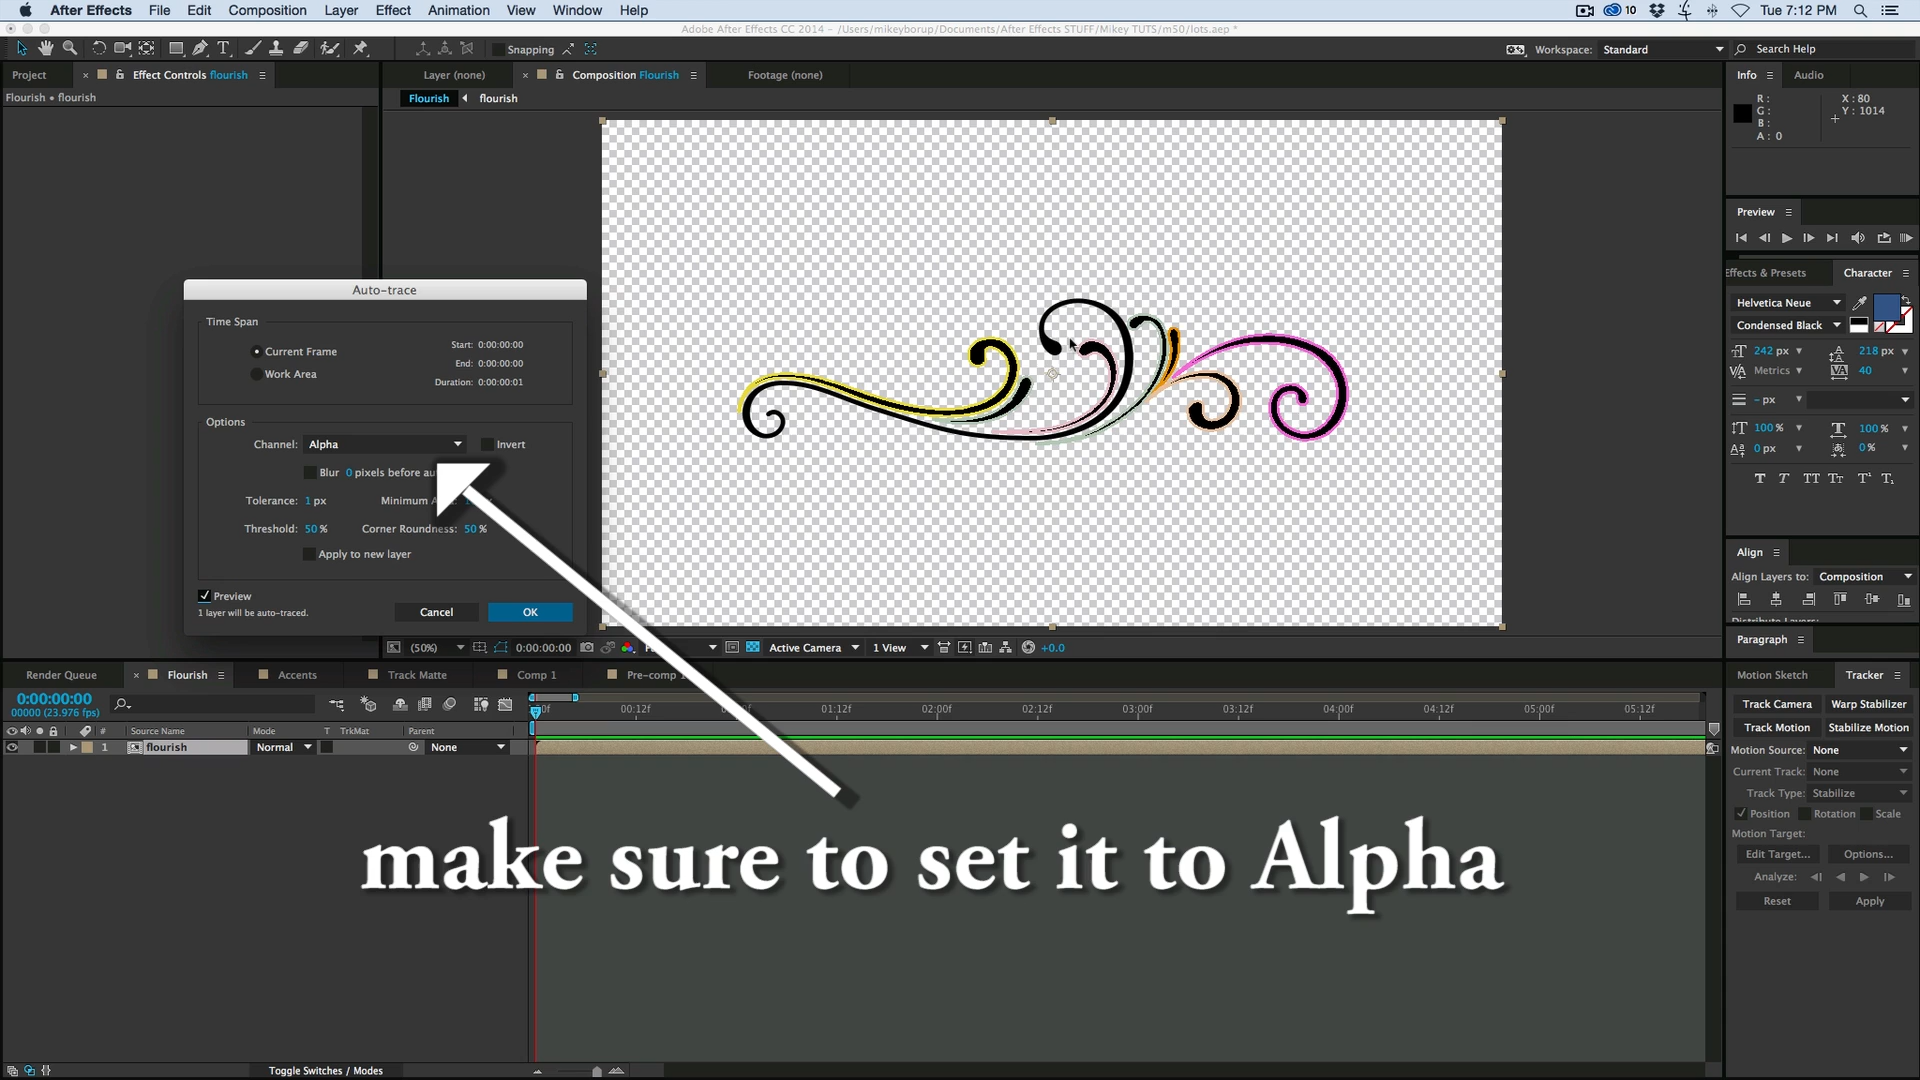 After Effects File Edit Composition Layer Effect Animation View Window Help
10 Tue 7:12 PM
Adobe After Effects CC 2014 - /Users/mikeyborup/Documents/After Effects STUFF/Mikey TUTS/m50/lots.aep *
Snapping
Workspace: Standard
Search Help
Project
Effect Controls flourish
Layer (none)
Composition Flourish
Footage (none)
Info
Audio
Flourish • flourish
Flourish flourish
R: X: 80
G: Y: 1014
B:
A: 0
Preview
Effects & Presets
Character
Helvetica Neue
Condensed Black
242 px
218 px
Metrics
40
- px
100 %
100 %
0 px
0 %
Align
Align Layers to: Composition
Distribute Layers:
Paragraph
Auto-trace
Time Span
Current Frame
Work Area
Start: 0:00:00:00
End: 0:00:00:00
Duration: 0:00:00:01
Options
Channel: Alpha
Invert
Blur 0 pixels before
Tolerance: 1 px
Minimum
Threshold: 50 %
Corner Roundness: 50 %
Apply to new layer
Preview
1 layer will be auto-traced.
Cancel
OK
(50%)
0:00:00:00
Active Camera
1 View
+0.0
Render Queue
Flourish
Accents
Track Matte
Comp 1
Pre-comp
0:00:00:00
00000 (23.976 fps)
00:12f
01:12f
02:00f
02:12f
03:00f
03:12f
04:00f
04:12f
05:00f
05:12f
# Source Name Mode T TrkMat Parent
1 flourish Normal None
Motion Sketch
Tracker
Track Camera
Warp Stabilizer
Track Motion
Stabilize Motion
Motion Source: None
Current Track: None
Track Type: Stabilize
Position Rotation Scale
Motion Target:
Edit Target...
Options...
Analyze:
Reset
Apply
make sure to set it to Alpha
Toggle Switches / Modes